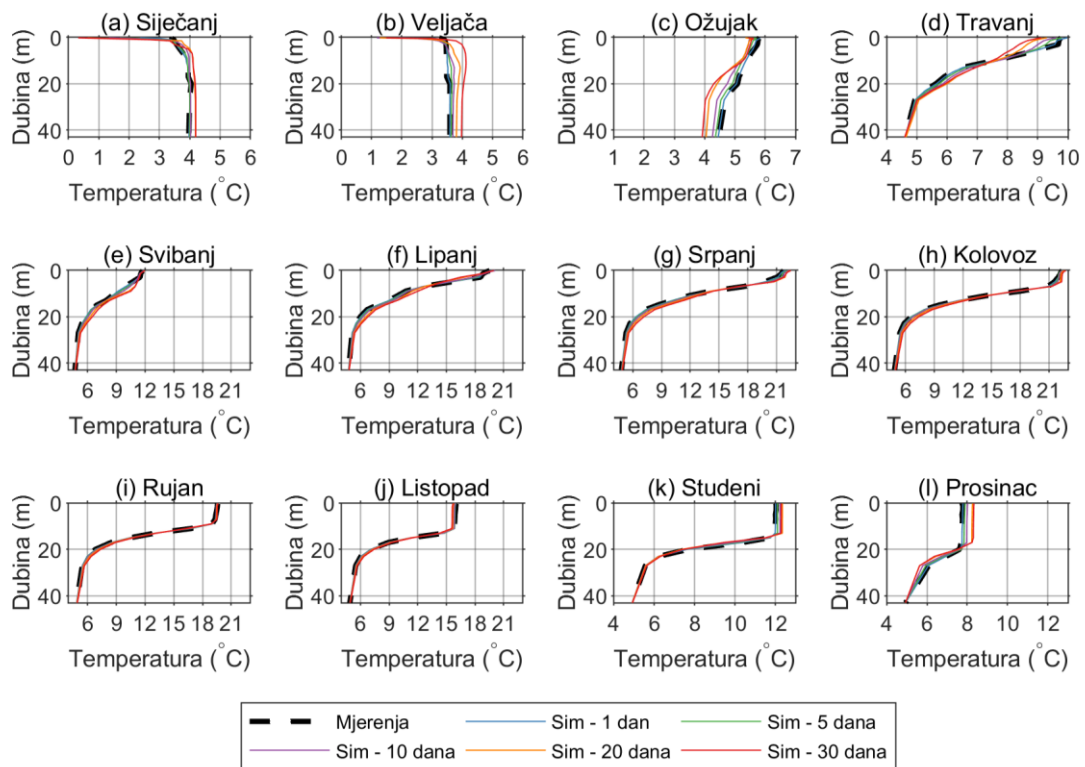 (a) Siječanj (b) Veljača (c) Ožujak (d) Travanj
Dubina (m) 0 20 40 Dubina (m) 0 20 40 Dubina (m) 0 20 40 Dubina (m) 0 20 40
0 1 2 3 4 5 6 0 1 2 3 4 5 6 1 2 3 4 5 6 7 4 5 6 7 8 9 10
Temperatura (°C) Temperatura (°C) Temperatura (°C) Temperatura (°C)
(e) Svibanj (f) Lipanj (g) Srpanj (h) Kolovoz
Dubina (m) 0 20 40 Dubina (m) 0 20 40 Dubina (m) 0 20 40 Dubina (m) 0 20 40
6 9 12 15 18 21 6 9 12 15 18 21 6 9 12 15 18 21 6 9 12 15 18 21
Temperatura (°C) Temperatura (°C) Temperatura (°C) Temperatura (°C)
(i) Rujan (j) Listopad (k) Studeni (l) Prosinac
Dubina (m) 0 20 40 Dubina (m) 0 20 40 Dubina (m) 0 20 40 Dubina (m) 0 20 40
6 9 12 15 18 21 6 9 12 15 18 21 4 6 8 10 12 4 6 8 10 12
Temperatura (°C) Temperatura (°C) Temperatura (°C) Temperatura (°C)
Mjerenja Sim - 1 dan Sim - 5 dana
Sim - 10 dana Sim - 20 dana Sim - 30 dana